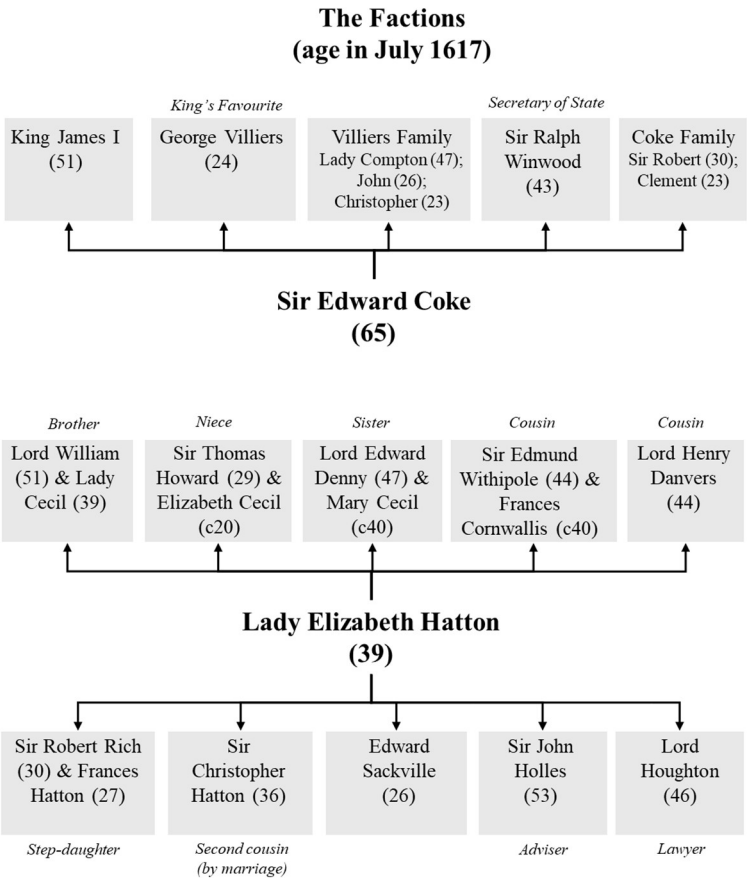 The Factions
(age in July 1617)
King's Favourite
Secretary of State
King James I
(51)
George Villiers
(24)
Villiers Family
Lady Compton (47);
John (26);
Christopher (23)
Sir Ralph
Winwood
(43)
Coke Family
Sir Robert (30);
Clement (23)
Sir Edward Coke
(65)
Brother
Niece
Sister
Cousin
Cousin
Lord William
(51) & Lady
Cecil (39)
Sir Thomas
Howard (29) &
Elizabeth Cecil
(c20)
Lord Edward
Denny (47) &
Mary Cecil
(c40)
Sir Edmund
Withipole (44) &
Frances
Cornwallis (c40)
Lord Henry
Danvers
(44)
Lady Elizabeth Hatton
(39)
Sir Robert Rich
(30) & Frances
Hatton (27)
Sir
Christopher
Hatton (36)
Edward
Sackville
(26)
Sir John
Holles
(53)
Lord
Houghton
(46)
Step-daughter
Second cousin
(by marriage)
Adviser
Lawyer